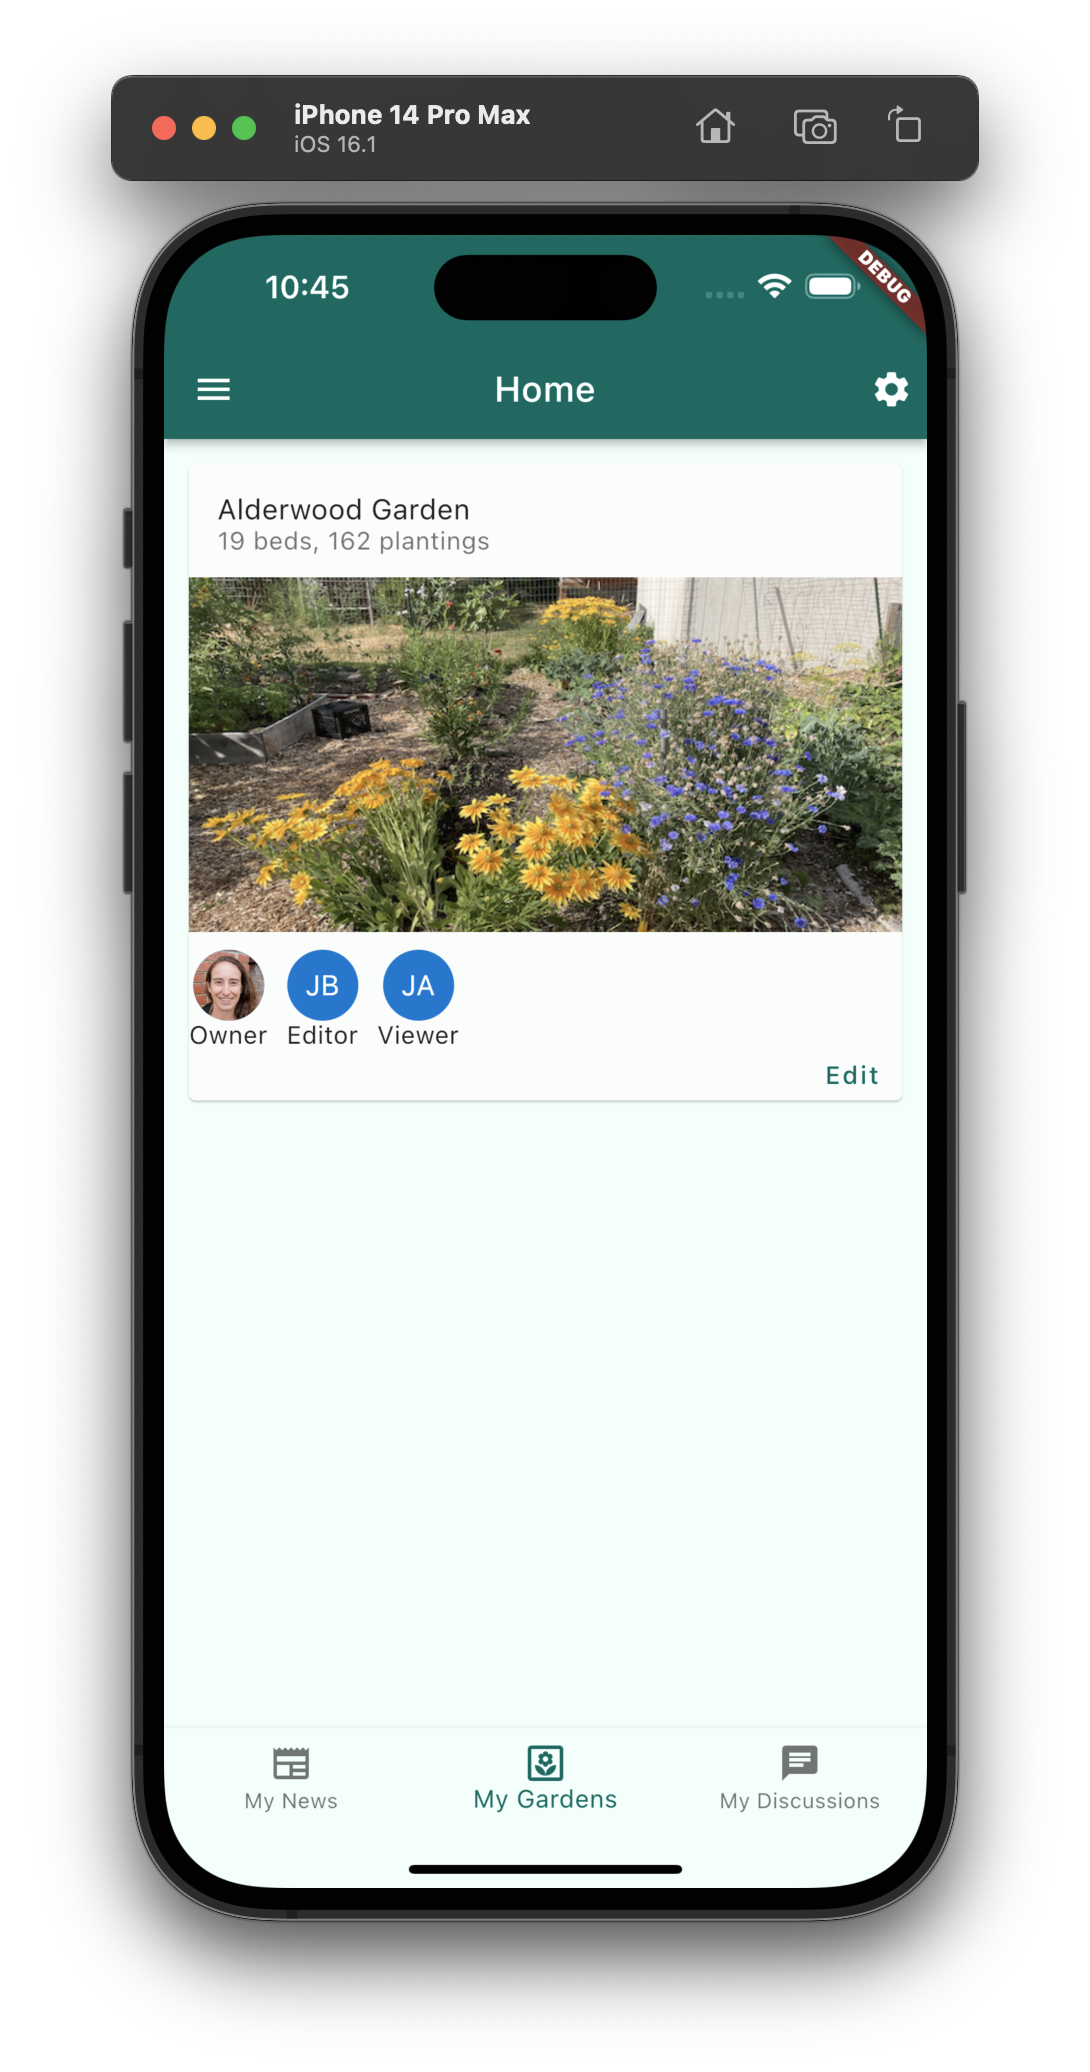 iPhone 14 Pro Max
iOS 16.1
10:45
DEBUG
Home
Alderwood Garden
19 beds, 162 plantings
JB
JA
Owner Editor Viewer
Edit
My News My Gardens My Discussions